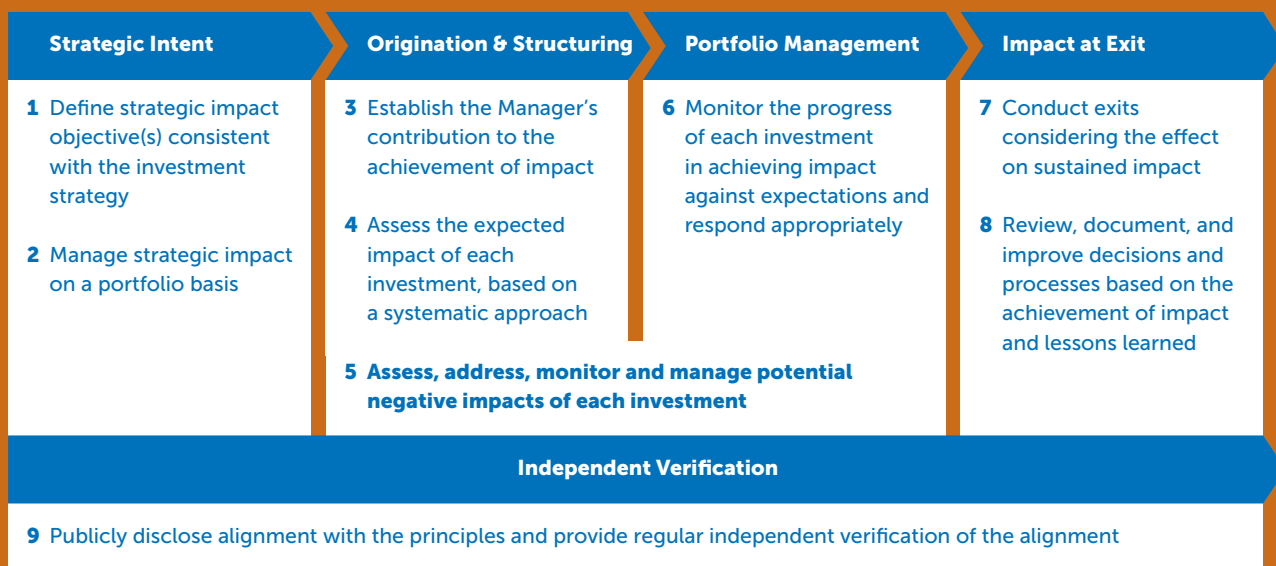 Strategic Intent
Origination & Structuring
Portfolio Management
Impact at Exit
1 Define strategic impact
objective(s) consistent
with the investment
strategy
2 Manage strategic impact
on a portfolio basis
3 Establish the Manager’s
contribution to the
achievement of impact
4 Assess the expected
impact of each
investment, based on
a systematic approach
6 Monitor the progress
of each investment
in achieving impact
against expectations and
respond appropriately
5 Assess, address, monitor and manage potential
negative impacts of each investment
7 Conduct exits
considering the effect
on sustained impact
8 Review, document, and
improve decisions and
processes based on the
achievement of impact
and lessons learned
Independent Verification
9 Publicly disclose alignment with the principles and provide regular independent verification of the alignment